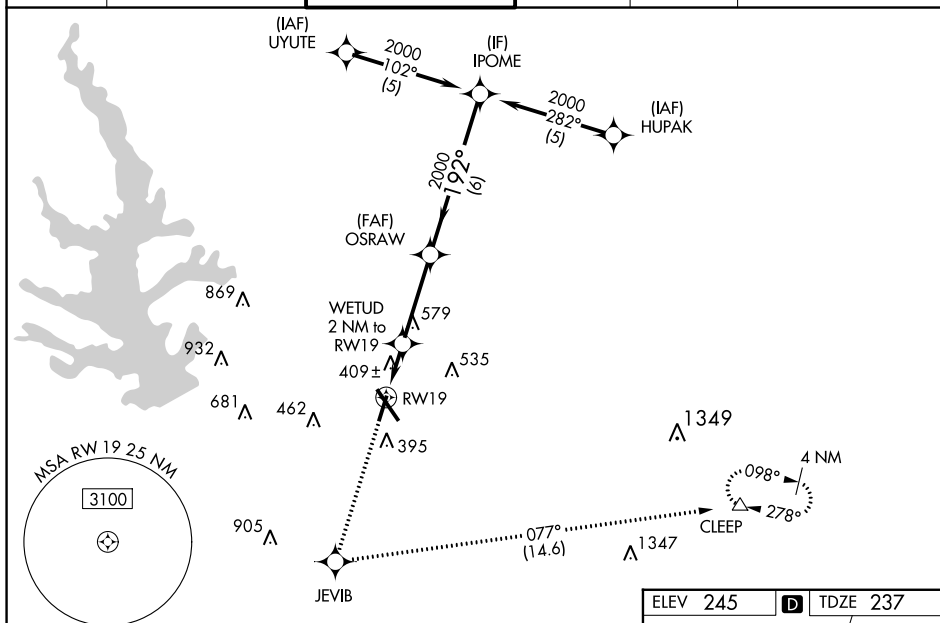 (IAF)
UYUTE
2000
102°
(5)
(IF)
IPOME
2000
282°
(5)
(IAF)
HUPAK
2000
192°
(6)
(FAF)
OSRAW
869
WETUD
2 NM to
RW19
579
932
409±
535
RW19
681
462
395
1349
MSA RW 19 25 NM
3100
098°
4 NM
278°
CLEEP
905
077°
(14.6)
1347
JEVIB
ELEV 245
D
TDZE 237